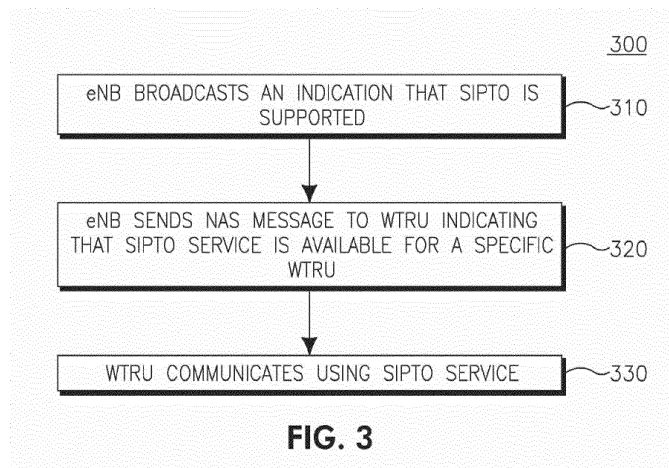 300
eNB BROADCASTS AN INDICATION THAT SIPTO IS
SUPPORTED
310
eNB SENDS NAS MESSAGE TO WTRU INDICATING
THAT SIPTO SERVICE IS AVAILABLE FOR A SPECIFIC
WTRU
320
WTRU COMMUNICATES USING SIPTO SERVICE
330
FIG. 3